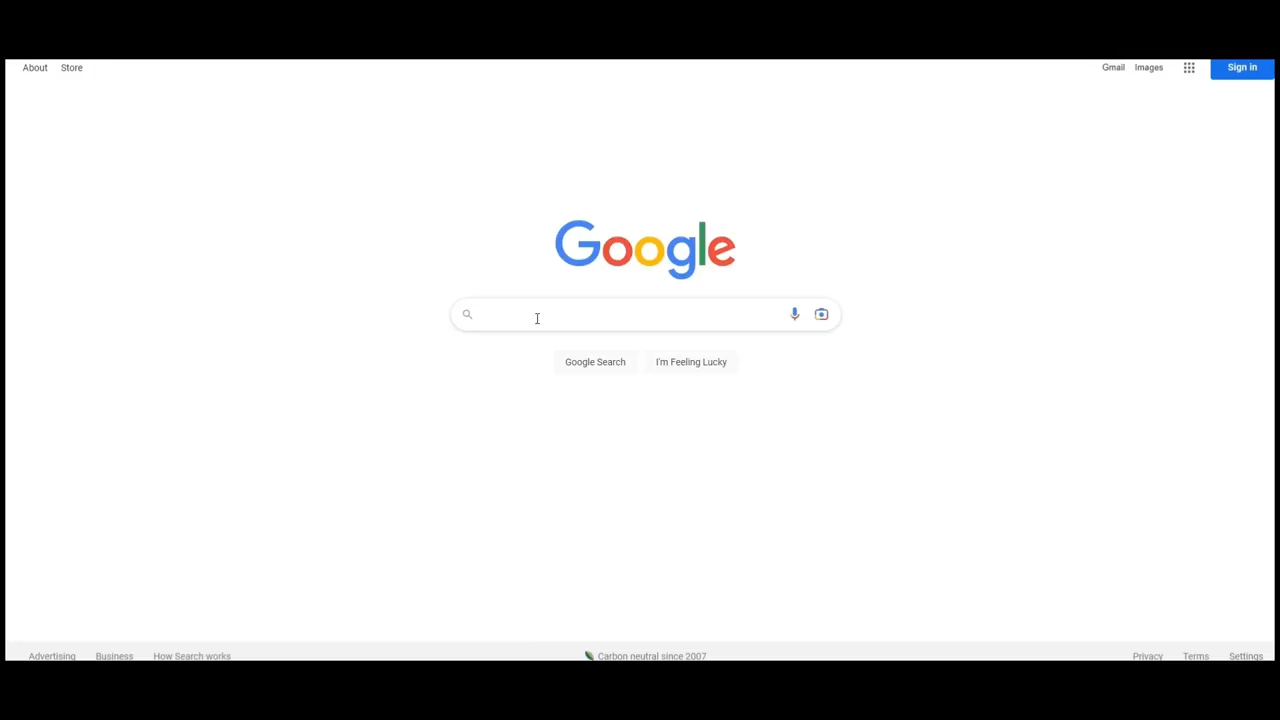 About Store Gmail Images Sign in
Google
Google Search I'm Feeling Lucky
Advertising Business How Search works Carbon neutral since 2007 Privacy Terms Settings